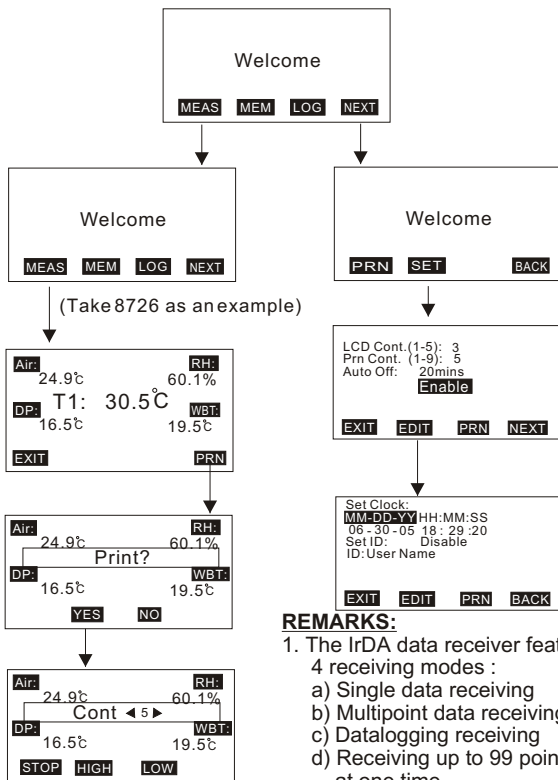 Welcome
MEAS MEM LOG NEXT
Welcome
MEAS MEM LOG NEXT
(Take 8726 as an example)
Air: RH:
24.9℃ 60.1%
T1: 30.5℃
DP: WBT:
16.5℃ 19.5℃
EXIT PRN
Air: RH:
24.9℃ 60.1%
Print?
DP: WBT:
16.5℃ 19.5℃
YES NO
Air: RH:
24.9℃ 60.1%
Cont ◀ 5 ▶
DP: WBT:
16.5℃ 19.5℃
STOP HIGH LOW
Welcome
PRN SET BACK
LCD Cont.(1-5): 3
Prn Cont. (1-9): 5
Auto Off: 20mins
Enable
EXIT EDIT PRN NEXT
Set Clock:
MM-DD-YY HH:MM:SS
06-30-05 18:29:20
Set ID: Disable
ID:User Name
EXIT EDIT PRN BACK
REMARKS:
1. The IrDA data receiver
4 receiving modes :
a) Single data receiving
b) Multipoint data receiving
c) Datalogging receiving
d) Receiving up to 99
at one time